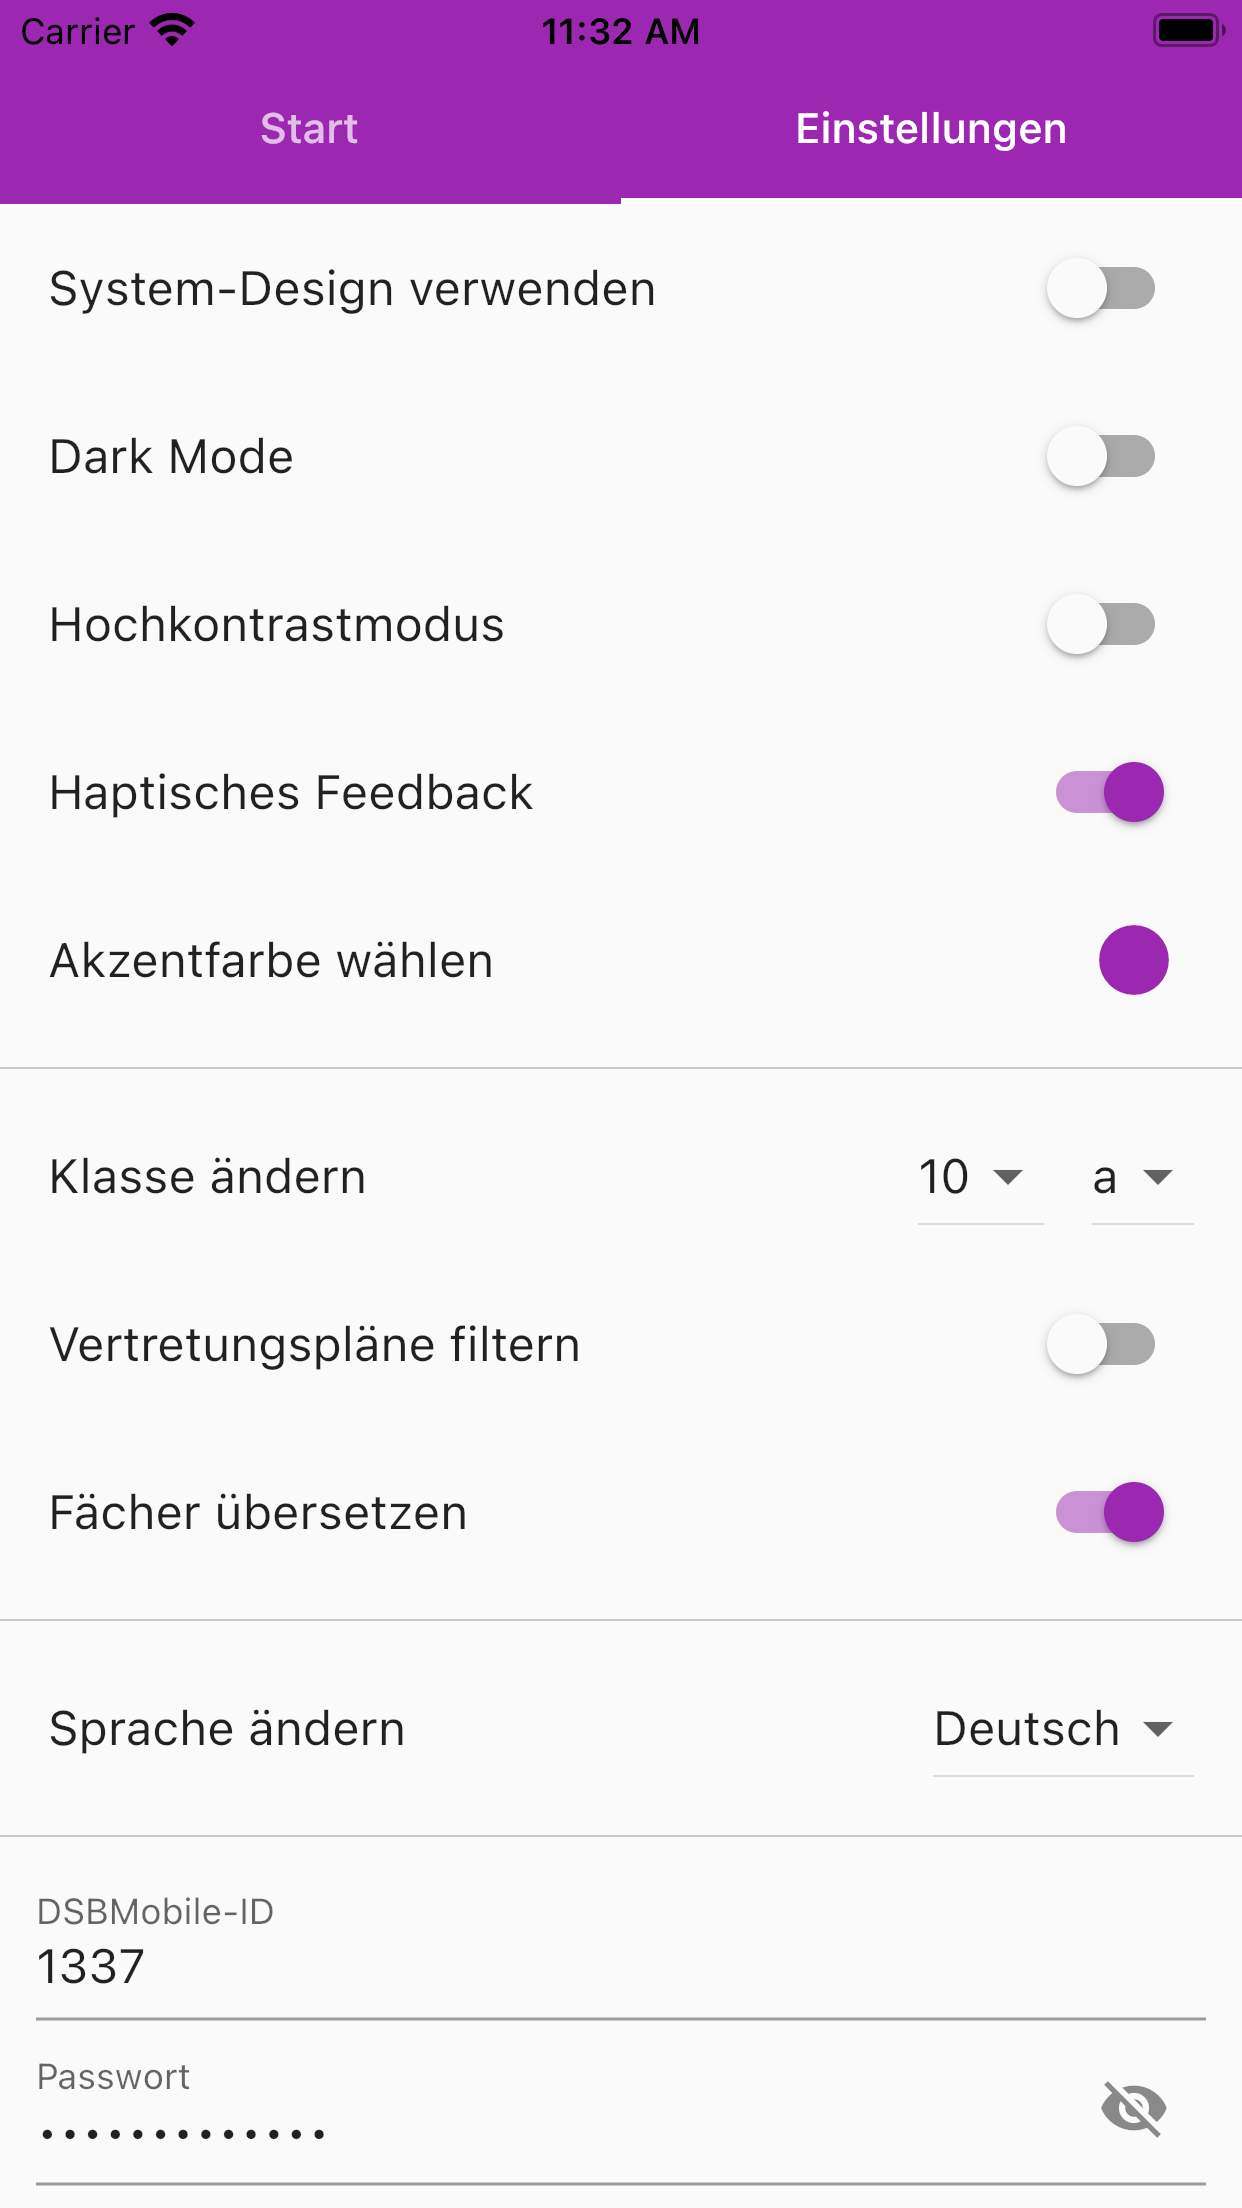 Carrier 11:32 AM
Start Einstellungen
System-Design verwenden
Dark Mode
Hochkontrastmodus
Haptisches Feedback
Akzentfarbe wählen
Klasse ändern 10 a
Vertretungspläne filtern
Fächer übersetzen
Sprache ändern Deutsch
DSBMobile-ID
1337
Passwort
•••••••••••••